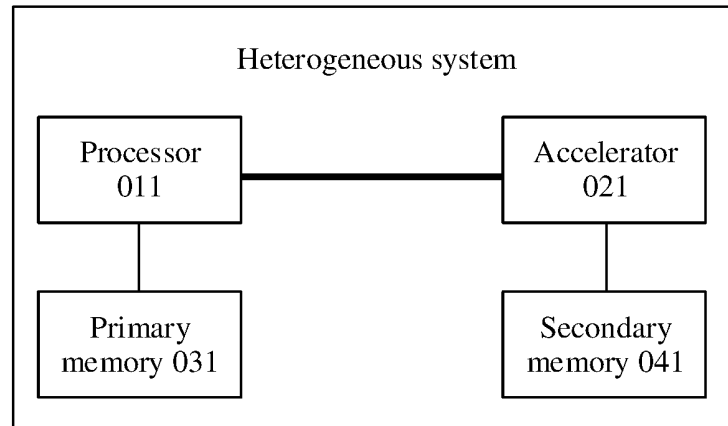 Heterogeneous system
Processor
011
Accelerator
021
Primary
memory 031
Secondary
memory 041